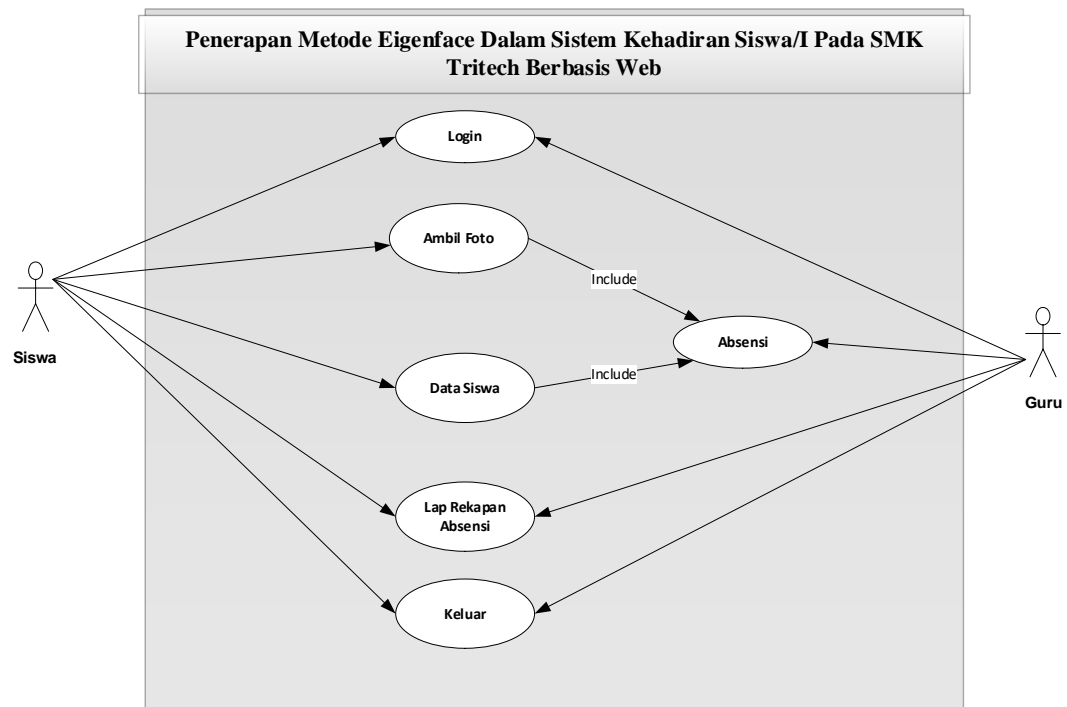 Penerapan Metode Eigenface Dalam Sistem Kehadiran Siswa/I Pada SMK
Tritech Berbasis Web
Login
Ambil Foto
Include
Absensi
Siswa
Include
Data Siswa
Guru
Lap Rekapan
Absensi
Keluar